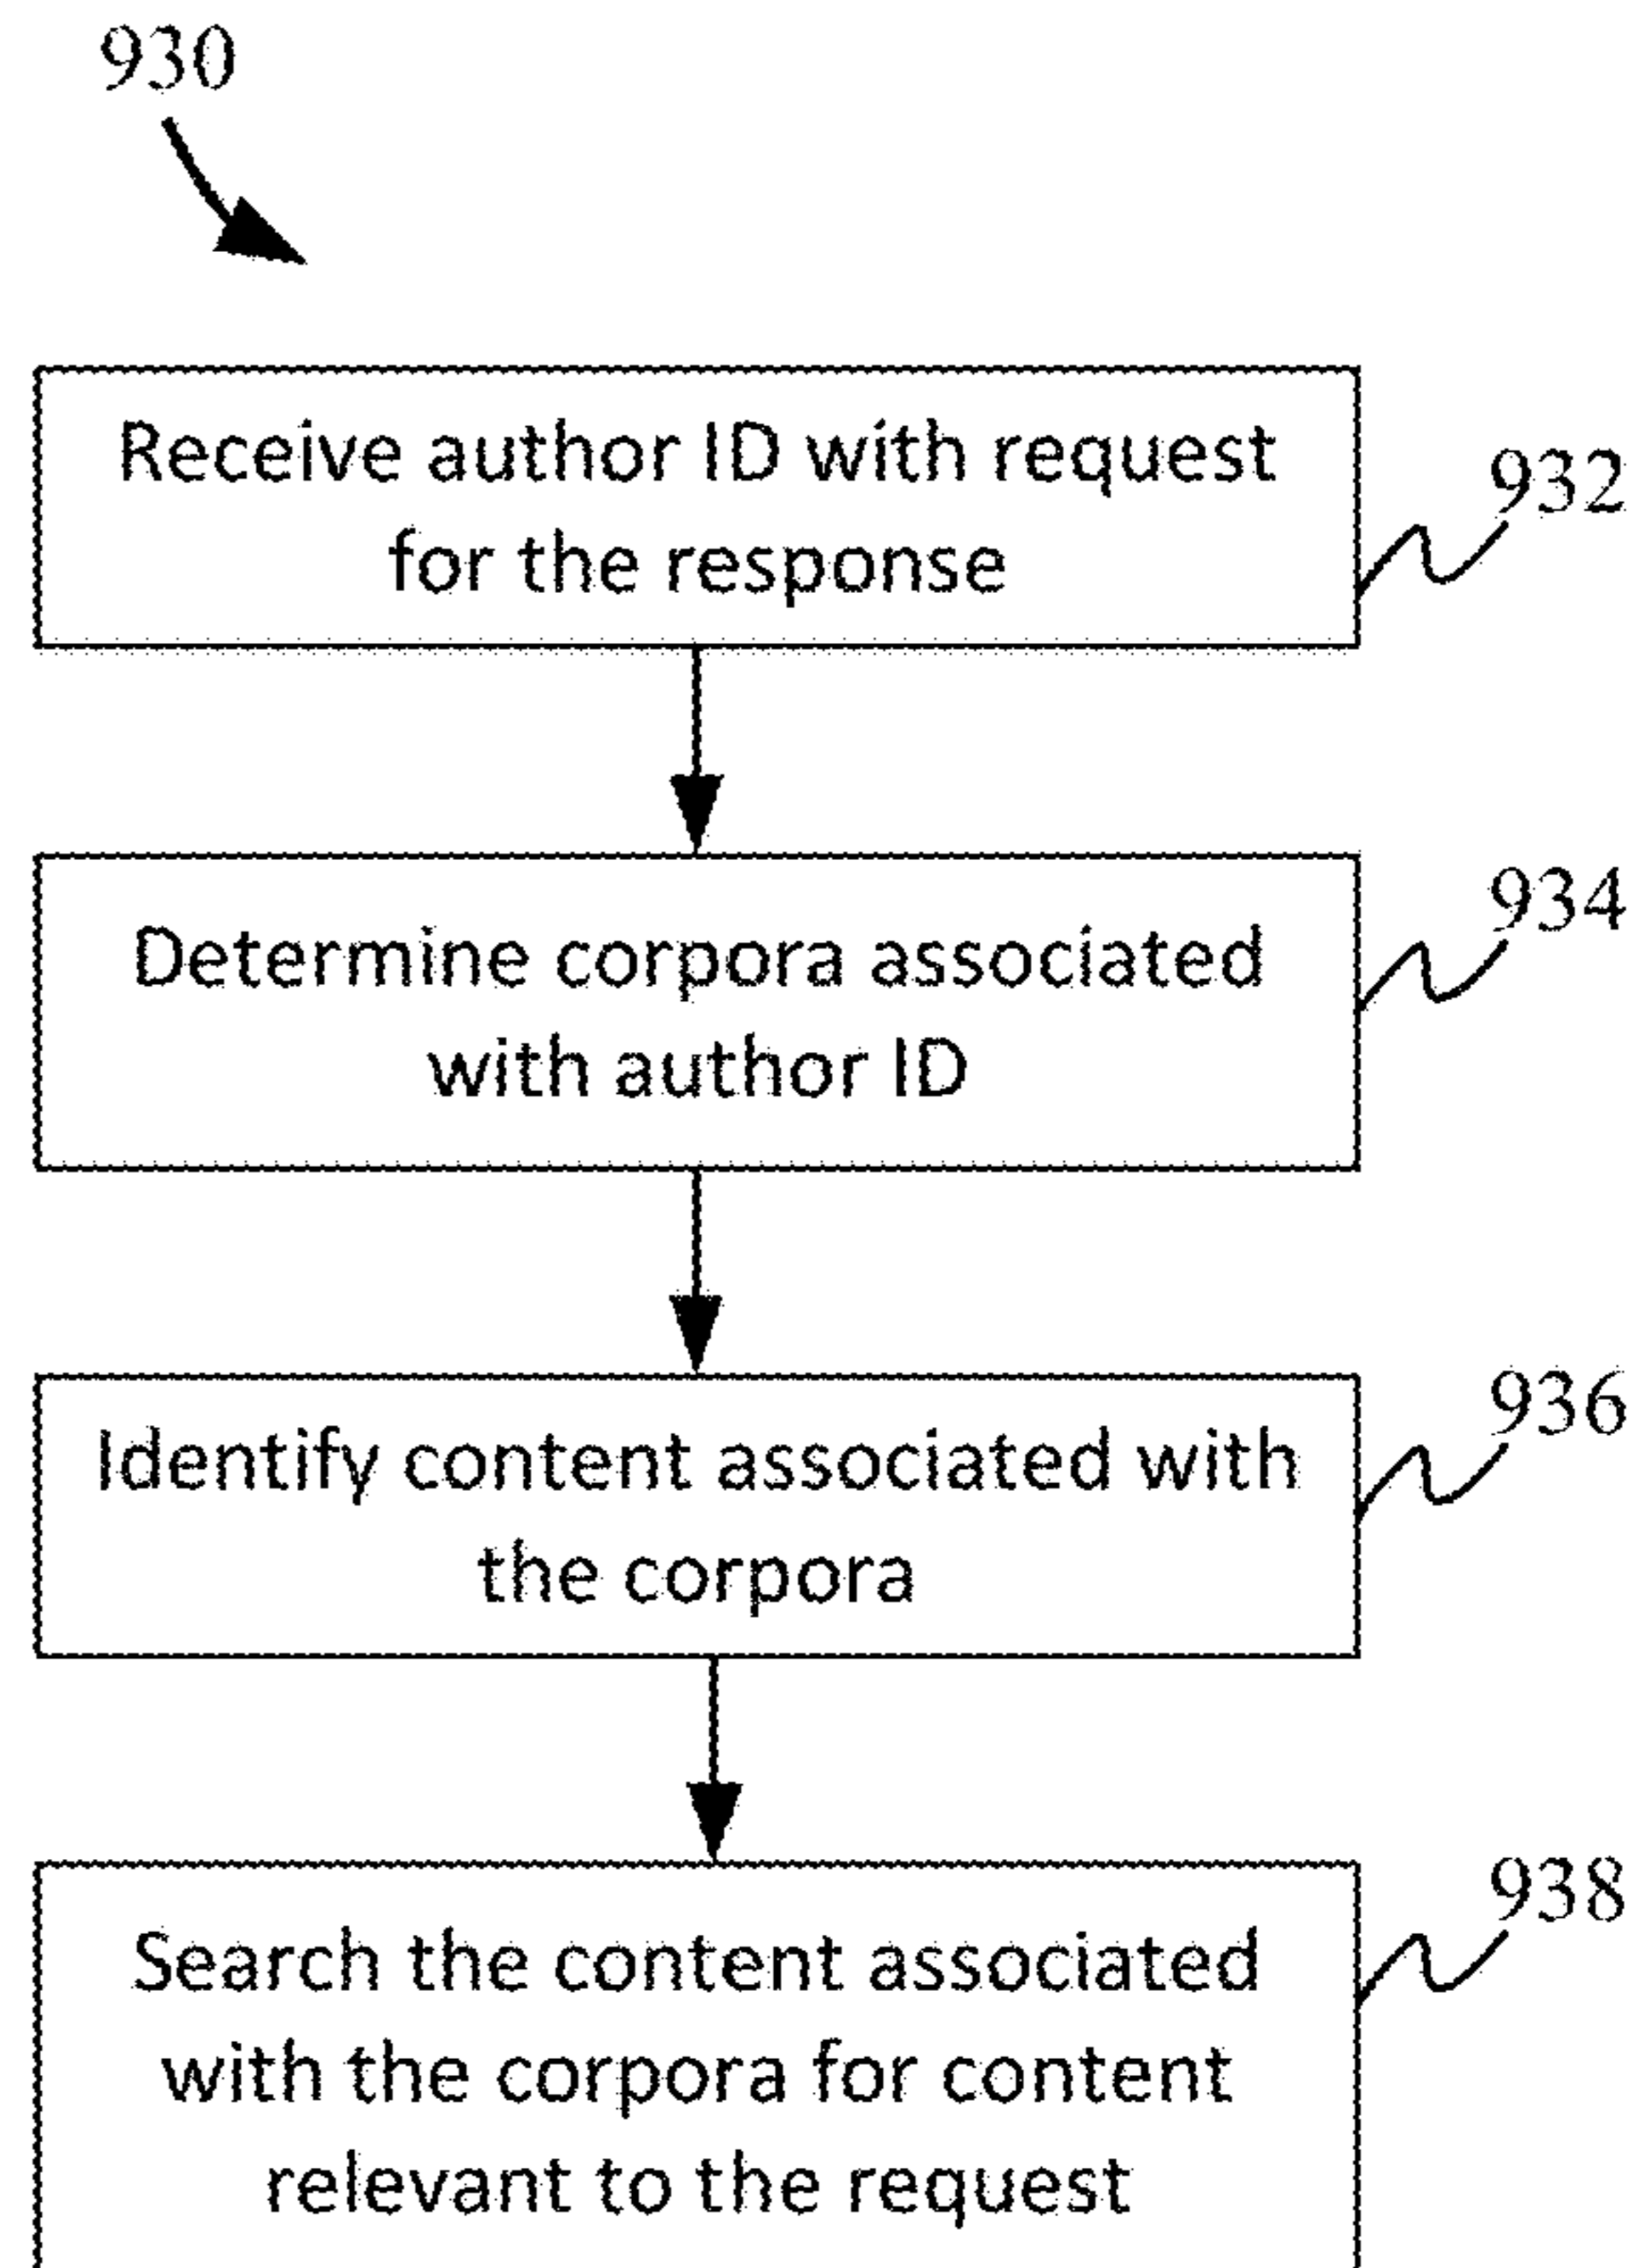 930
Receive author ID with request
for the response
932
Determine corpora associated
with author ID
934
Identify content associated with
the corpora
936
Search the content associated
with the corpora for content
relevant to the request
938